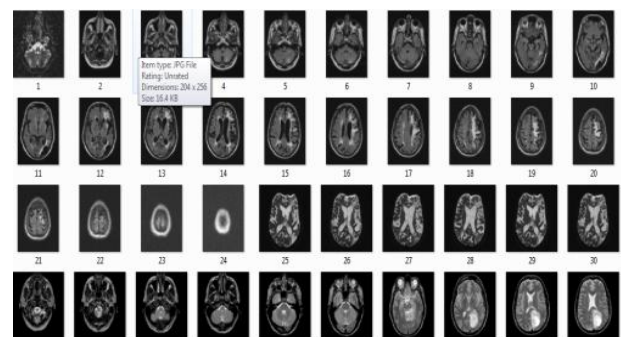 1 2 4 5 6 7 8 9 10
Item type: JPG File
Rating: Unrated
Dimensions: 204 x 256
Size: 16.4 KB
11 12 13 14 15 16 17 18 19 20
21 22 23 24 25 26 27 28 29 30